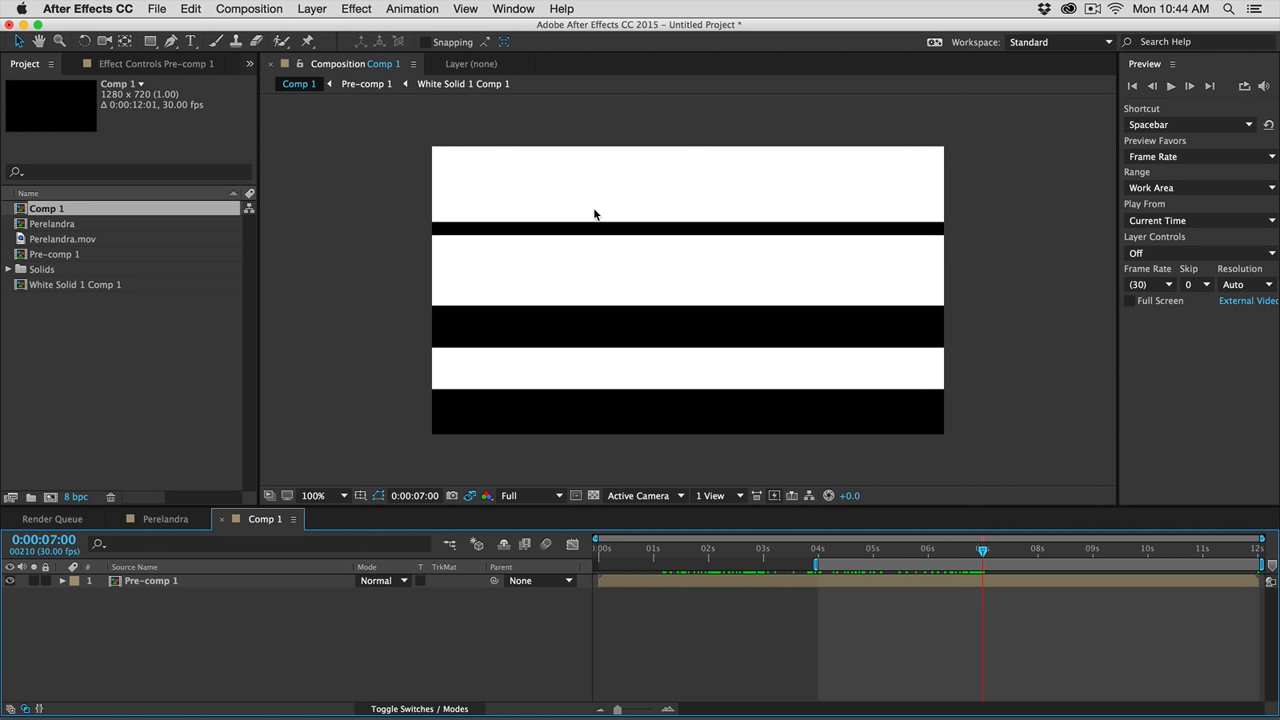 After Effects CC File Edit Composition Layer Effect Animation View Window Help Mon 10:44 AM
Adobe After Effects CC 2015 - Untitled Project *
Snapping Workspace: Standard Search Help
Project Effect Controls Pre-comp 1 Composition Comp 1 Layer (none) Preview
Comp 1 Pre-comp 1 White Solid 1 Comp 1
Comp 1
1280 x 720 (1.00)
Δ 0:00:12:01, 30.00 fps
Name
Comp 1
Perelandra
Perelandra.mov
Pre-comp 1
Solids
White Solid 1 Comp 1
Shortcut
Spacebar
Preview Favors
Frame Rate
Range
Work Area
Play From
Current Time
Layer Controls
Off
Frame Rate Skip Resolution
(30) 0 Auto
Full Screen External Video
8 bpc 100% 0:00:07:00 Full Active Camera 1 View +0.0
Render Queue Perelandra Comp 1
0:00:07:00
00210 (30.00 fps)
:00s 01s 02s 03s 04s 05s 06s 08s 09s 10s 11s 12s
# Source Name Mode T TrkMat Parent
1 Pre-comp 1 Normal None
Toggle Switches / Modes